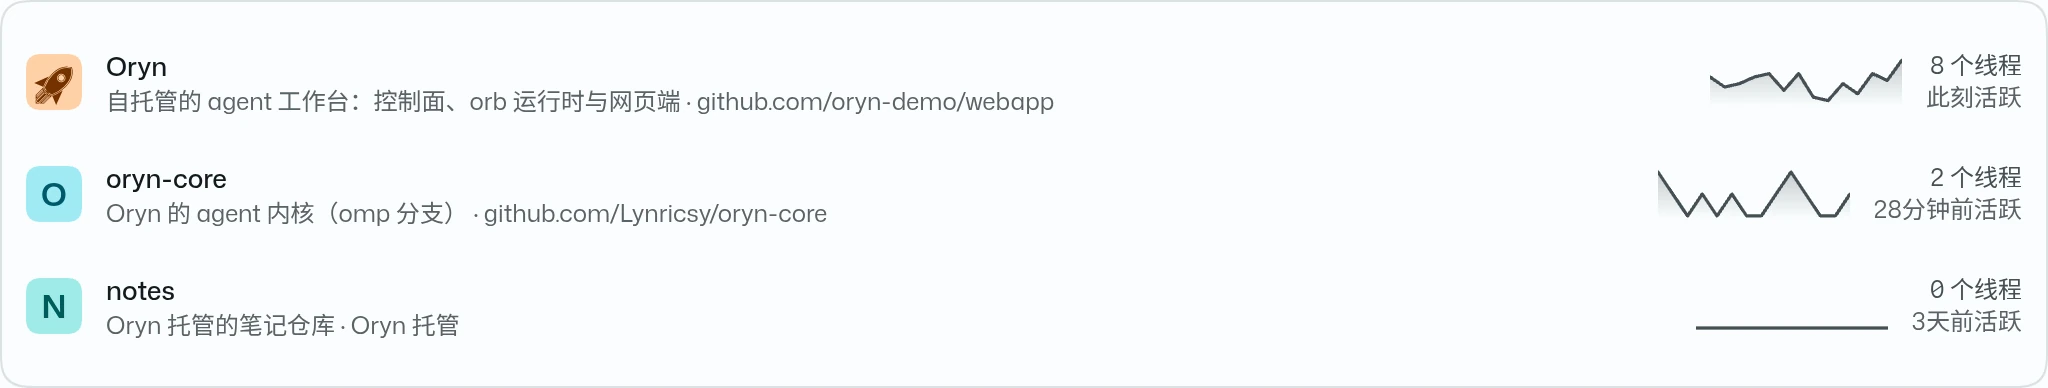 Oryn
自托管的 agent 工作台：控制面、orb 运行时与网页端 · github.com/oryn-demo/webapp
8 个线程
此刻活跃
O
oryn-core
Oryn 的 agent 内核（omp 分支） · github.com/Lynricsy/oryn-core
2 个线程
28分钟前活跃
N
notes
Oryn 托管的笔记仓库 · Oryn 托管
0 个线程
3天前活跃